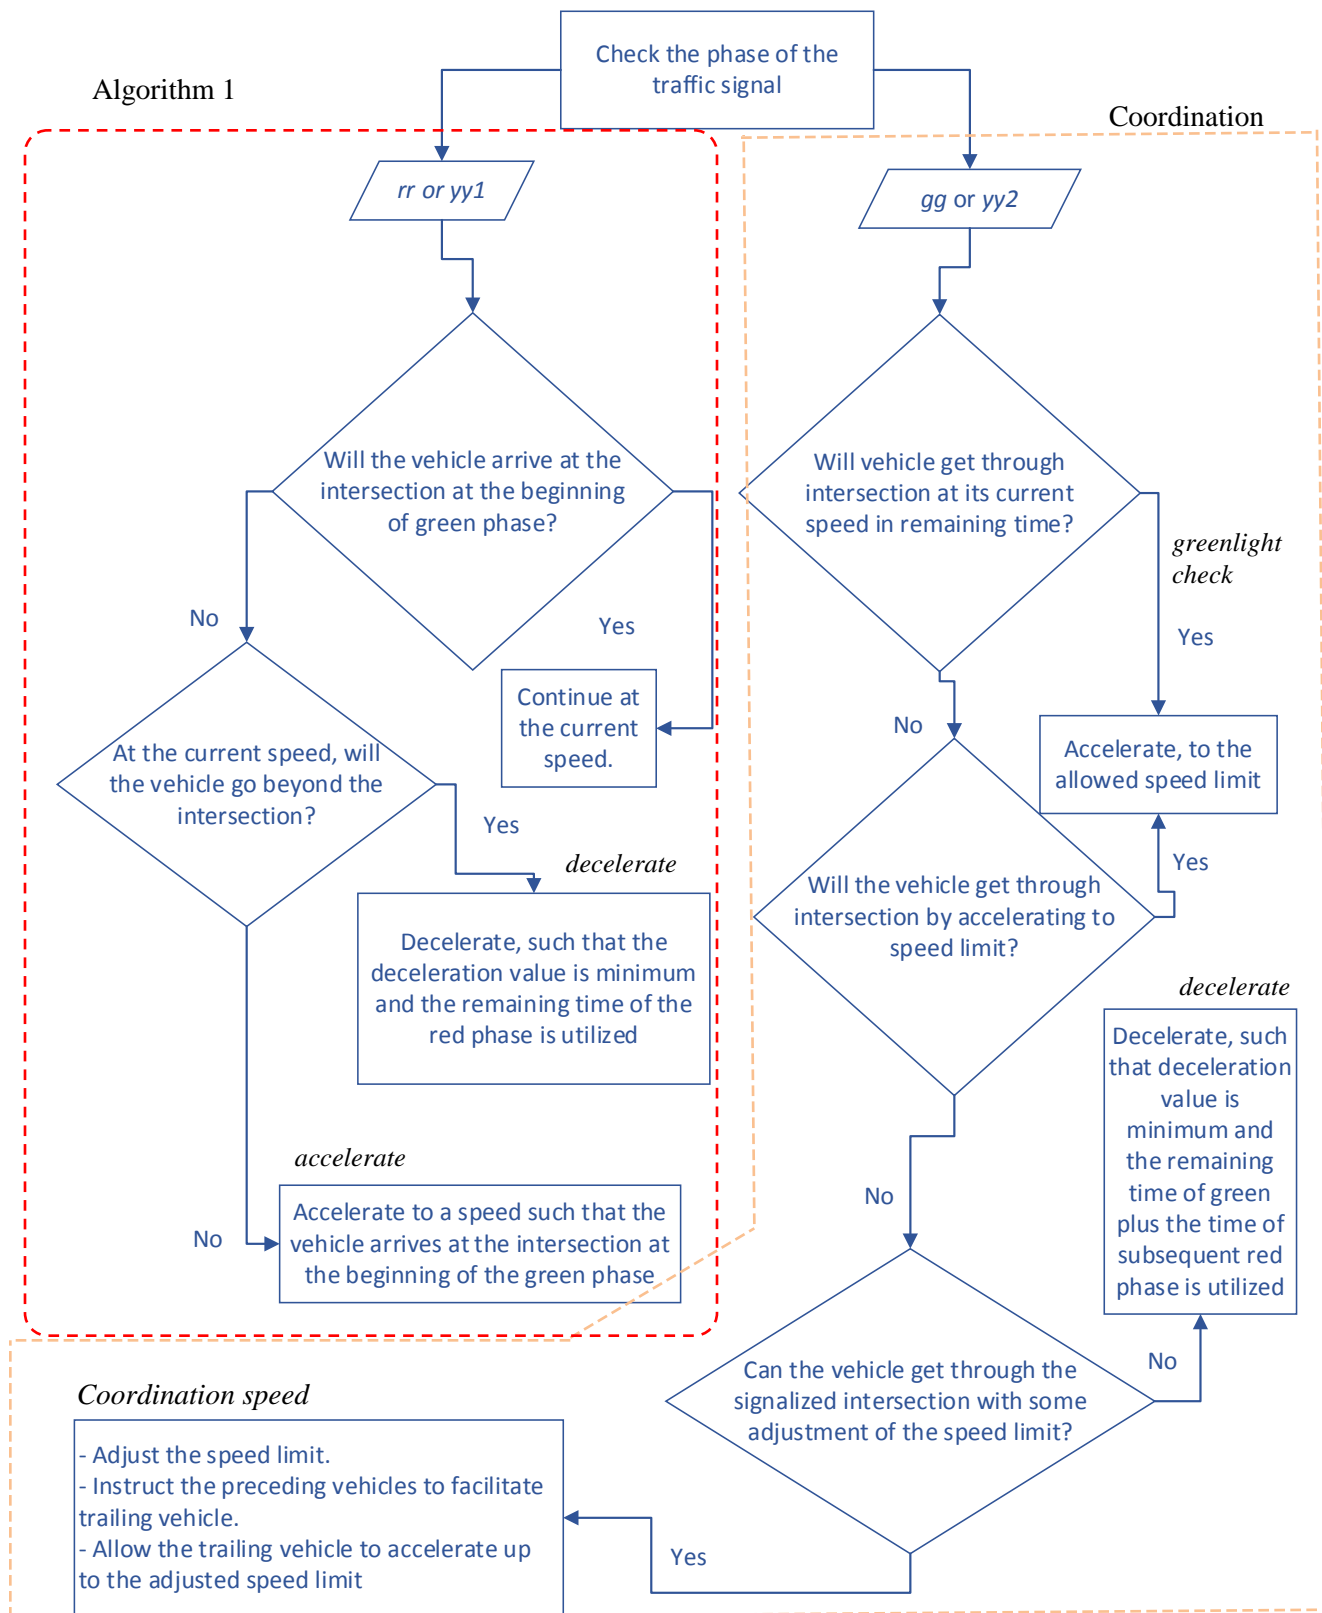 Check the phase of the
traffic signal
Algorithm 1
Coordination
rr or yy1
gg or yy2
Will the vehicle arrive at the
intersection at the beginning
of green phase?
Will vehicle get through
intersection at its current
speed in remaining time?
greenlight
check
No
Yes
Yes
Continue at
the current
speed.
No
Accelerate, to the
allowed speed limit
At the current speed, will
the vehicle go beyond the
intersection?
Yes
decelerate
Yes
Will the vehicle get through
intersection by accelerating to
speed limit?
Decelerate, such that the
deceleration value is minimum
and the remaining time of the
red phase is utilized
decelerate
Decelerate, such
that deceleration
value is
minimum and
the remaining
time of green
plus the time of
subsequent red
phase is utilized
accelerate
No
No
Accelerate to a speed such that the
vehicle arrives at the intersection at
the beginning of the green phase
Can the vehicle get through the
signalized intersection with some
adjustment of the speed limit?
No
Coordination speed
- Adjust the speed limit.
- Instruct the preceding vehicles to facilitate
trailing vehicle.
- Allow the trailing vehicle to accelerate up
to the adjusted speed limit
Yes